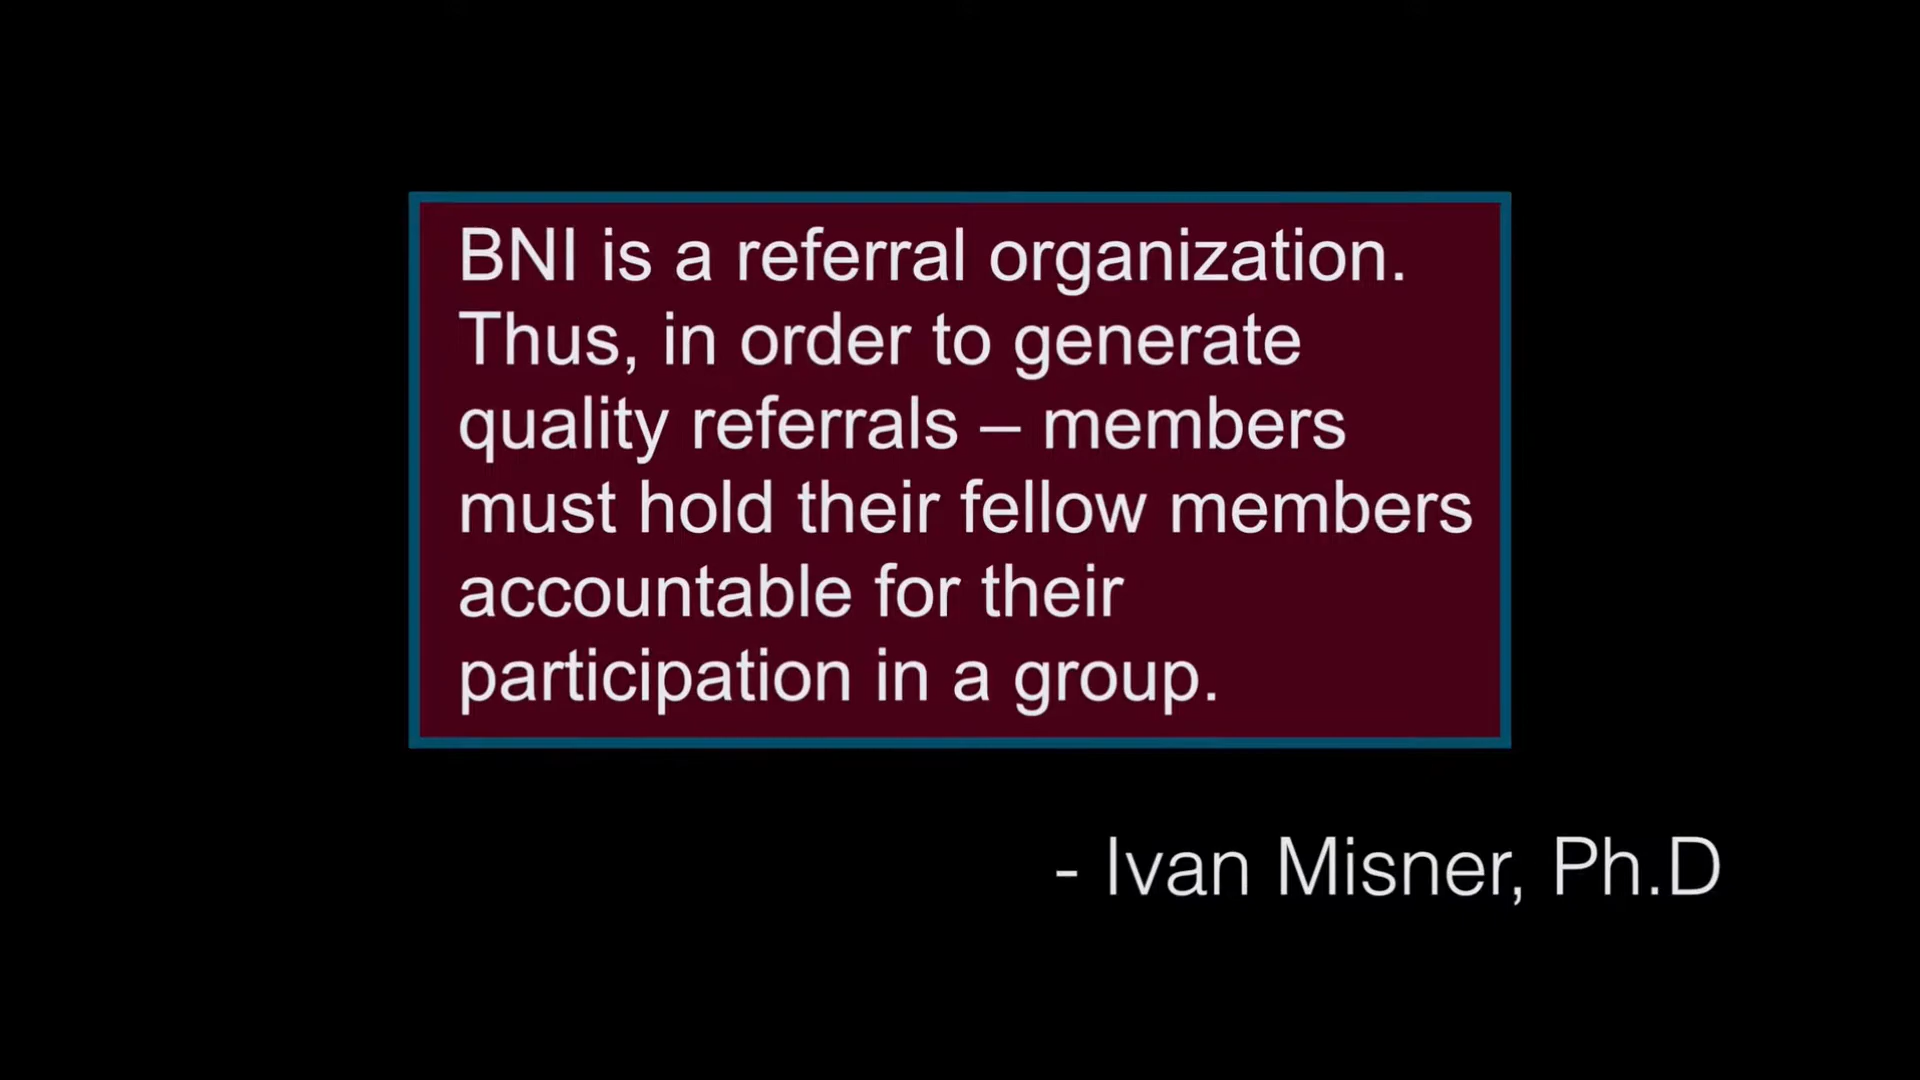 BNI is a referral organization.
Thus, in order to generate
quality referrals – members
must hold their fellow members
accountable for their
participation in a group.
- Ivan Misner, Ph.D